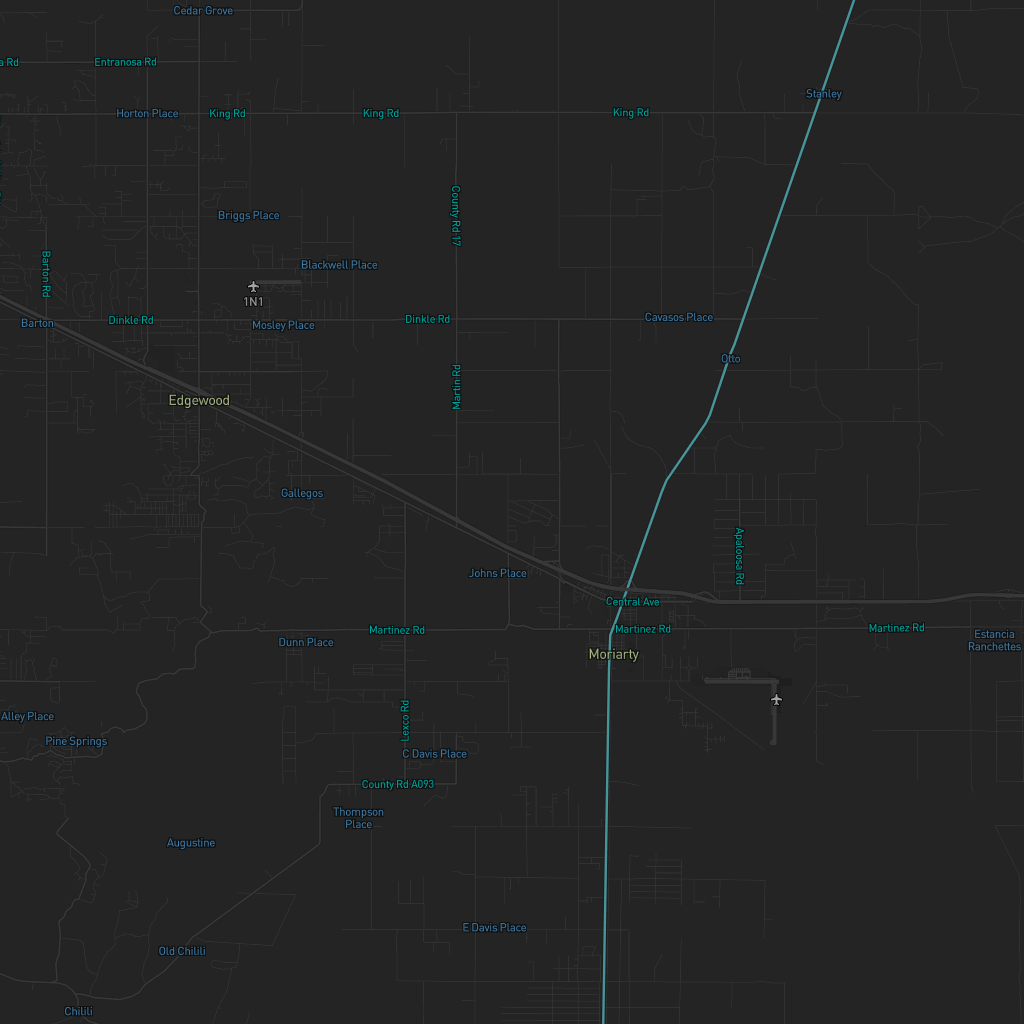 Cedar Grove
a Rd
Entranosa Rd
Stanley
Horton Place
King Rd
King Rd
King Rd
County Rd 17
Briggs Place
Barton Rd
Blackwell Place
1N1
Barton
Dinkle Rd
Mosley Place
Dinkle Rd
Cavasos Place
Otto
Martin Rd
Edgewood
Gallegos
Apaloosa Rd
Johns Place
Central Ave
Martinez Rd
Martinez Rd
Martinez Rd
Dunn Place
Estancia
Ranchettes
Moriarty
Alley Place
Lexco Rd
Pine Springs
C Davis Place
County Rd A093
Thompson
Place
Augustine
E Davis Place
Old Chilili
Chilili